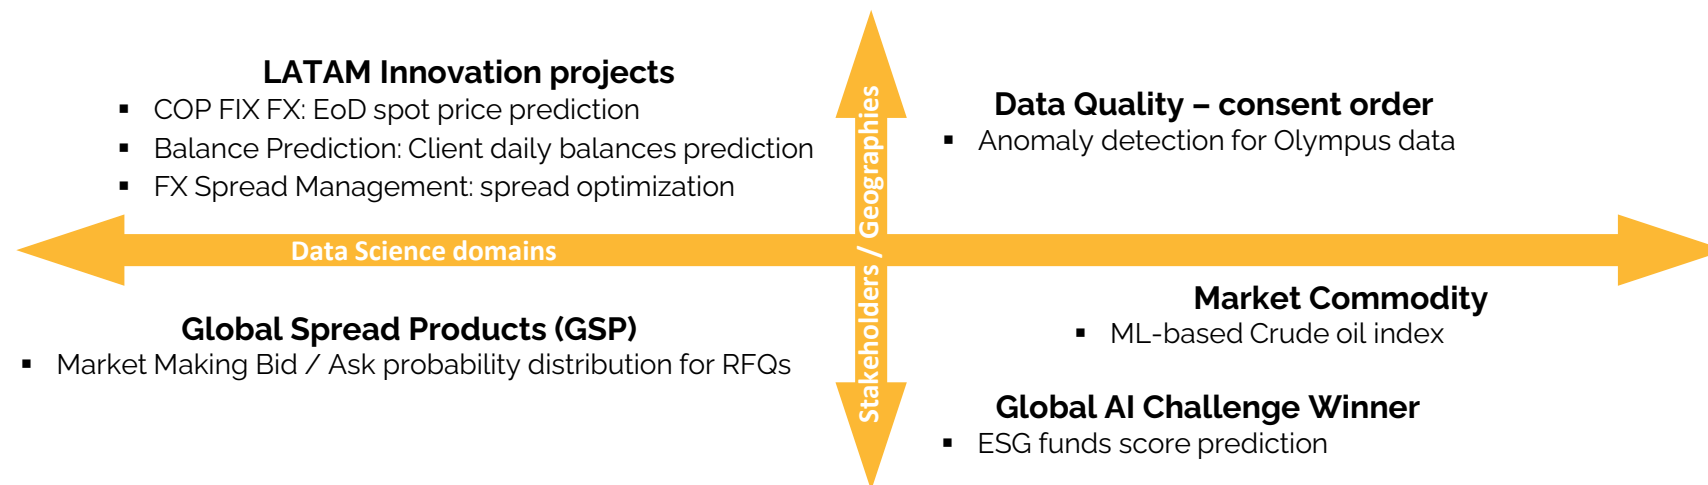 LATAM Innovation projects
▪ COP FIX FX: EoD spot price prediction
▪ Balance Prediction: Client daily balances prediction
▪ FX Spread Management: spread optimization
Data Quality – consent order
▪ Anomaly detection for Olympus data
Data Science domains
Stakeholders / Geographies
Global Spread Products (GSP)
▪ Market Making Bid / Ask probability distribution for RFQs
Market Commodity
▪ ML-based Crude oil index
Global AI Challenge Winner
▪ ESG funds score prediction